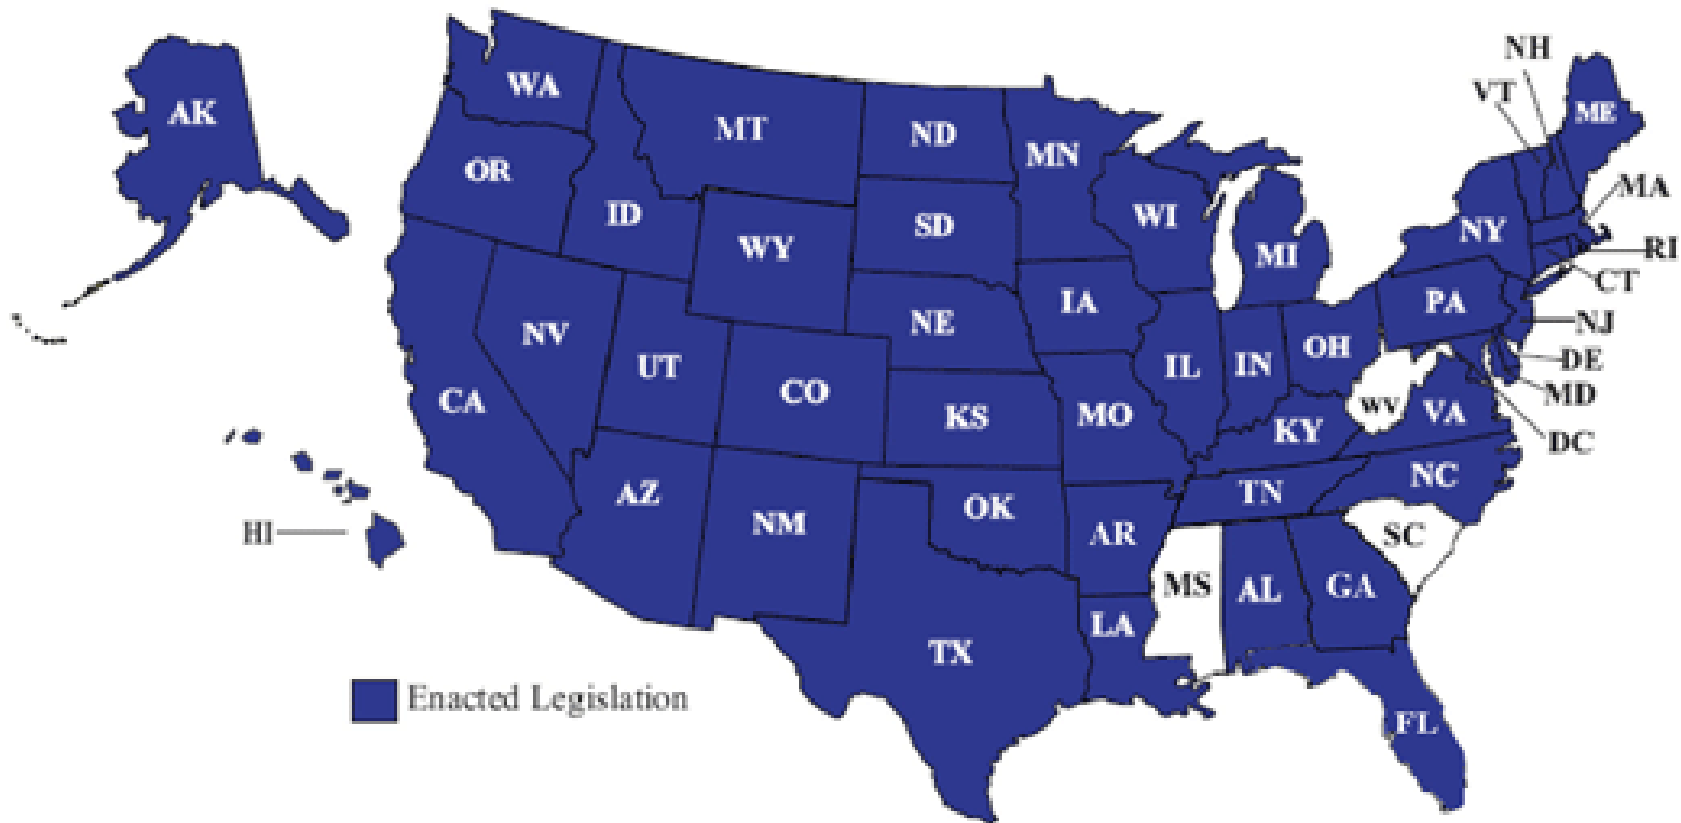 NH
VT
ME
WA
AK
MT
ND
MN
OR
MA
ID
SD
WI
NY
WY
MI
RI
CT
IA
PA
NE
NV
NJ
OH
UT
IN
IL
DE
CO
MD
CA
WV
VA
KS
MO
KY
DC
NC
AZ
TN
OK
NM
HI
AR
SC
MS
AL
GA
LA
TX
Enacted Legislation
FL